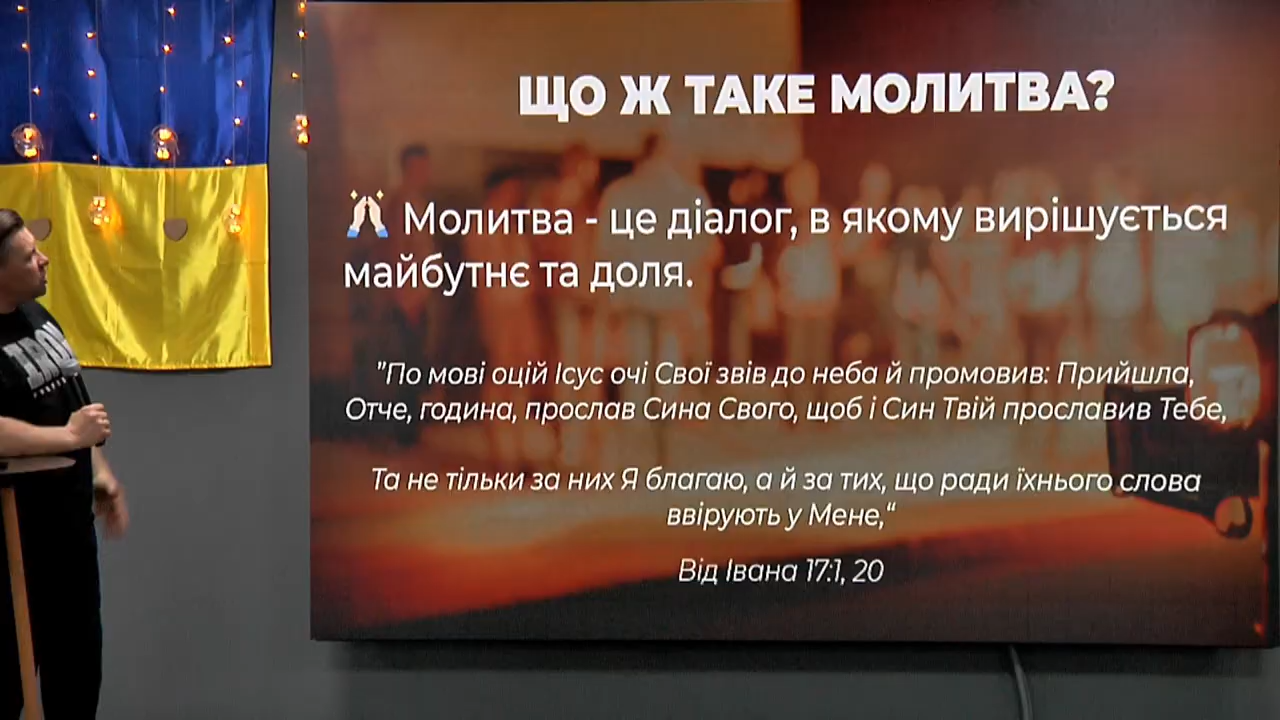 ЩО Ж ТАКЕ МОЛИТВА?
Молитва - це діалог, в якому вирішується
майбутнє та доля.
"По мові оцій Ісус очі Свої звів до неба й промовив: Прийшла,
Отче, година, прослав Сина Свого, щоб і Син Твій прославив Тебе,
Та не тільки за них Я благаю, а й за тих, що ради їхнього слова
ввірують у Мене,“
Від Івана 17:1, 20